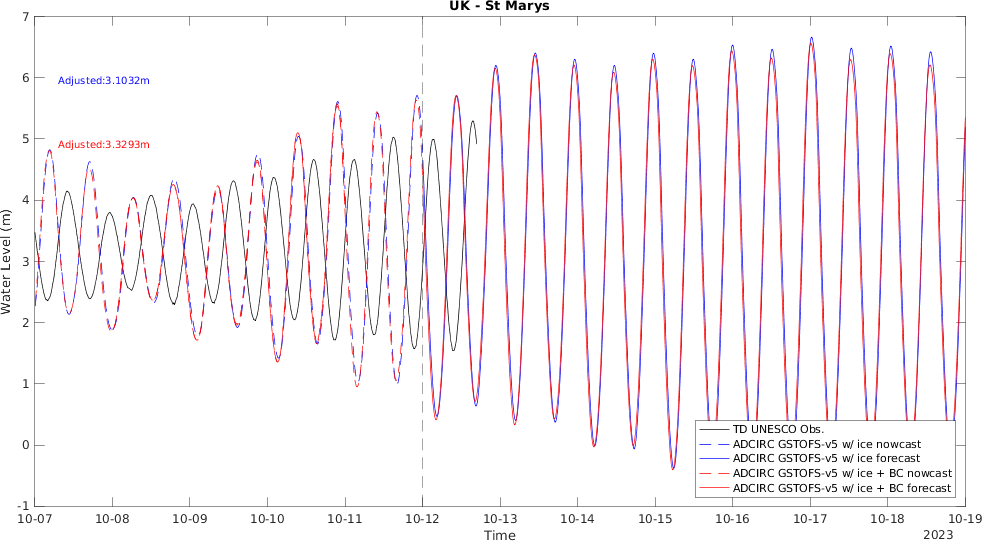 UK - St Marys
7
6
5
4
3
2
1
0
-1
Water Level (m)
Adjusted:3.1032m
Adjusted:3.3293m
TD UNESCO Obs.
ADCIRC GSTOFS-v5 w/ ice nowcast
ADCIRC GSTOFS-v5 w/ ice forecast
ADCIRC GSTOFS-v5 w/ ice + BC nowcast
ADCIRC GSTOFS-v5 w/ ice + BC forecast
10-07 10-08 10-09 10-10 10-11 10-12 10-13 10-14 10-15 10-16 10-17 10-18 10-19
Time
2023